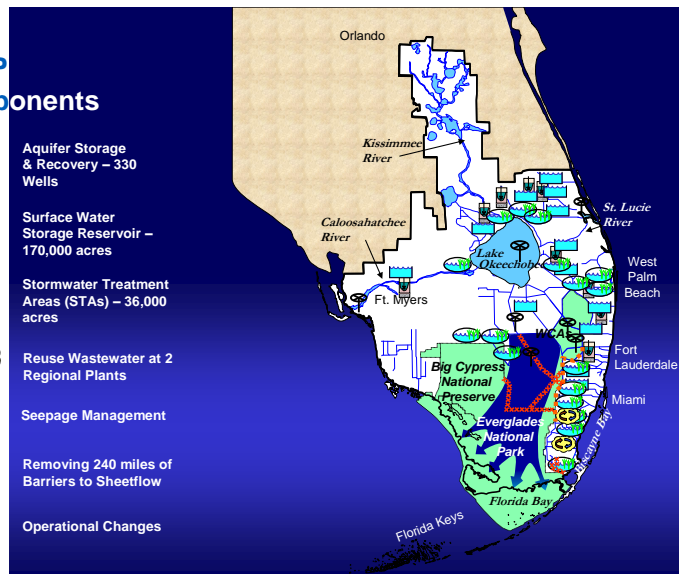 ponents
Aquifer Storage
& Recovery – 330
Wells
Surface Water
Storage Reservoir –
170,000 acres
Stormwater Treatment
Areas (STAs) – 36,000
acres
Reuse Wastewater at 2
Regional Plants
Seepage Management
Removing 240 miles of
Barriers to Sheetflow
Operational Changes
Orlando
Kissimmee
River
St. Lucie
River
Caloosahatchee
River
Lake
Okeechobee
West
Palm
Beach
Ft. Myers
WCAs
Fort
Lauderdale
Big Cypress
National
Preserve
Miami
Everglades
National
Park
Biscayne Bay
Florida Bay
Florida Keys